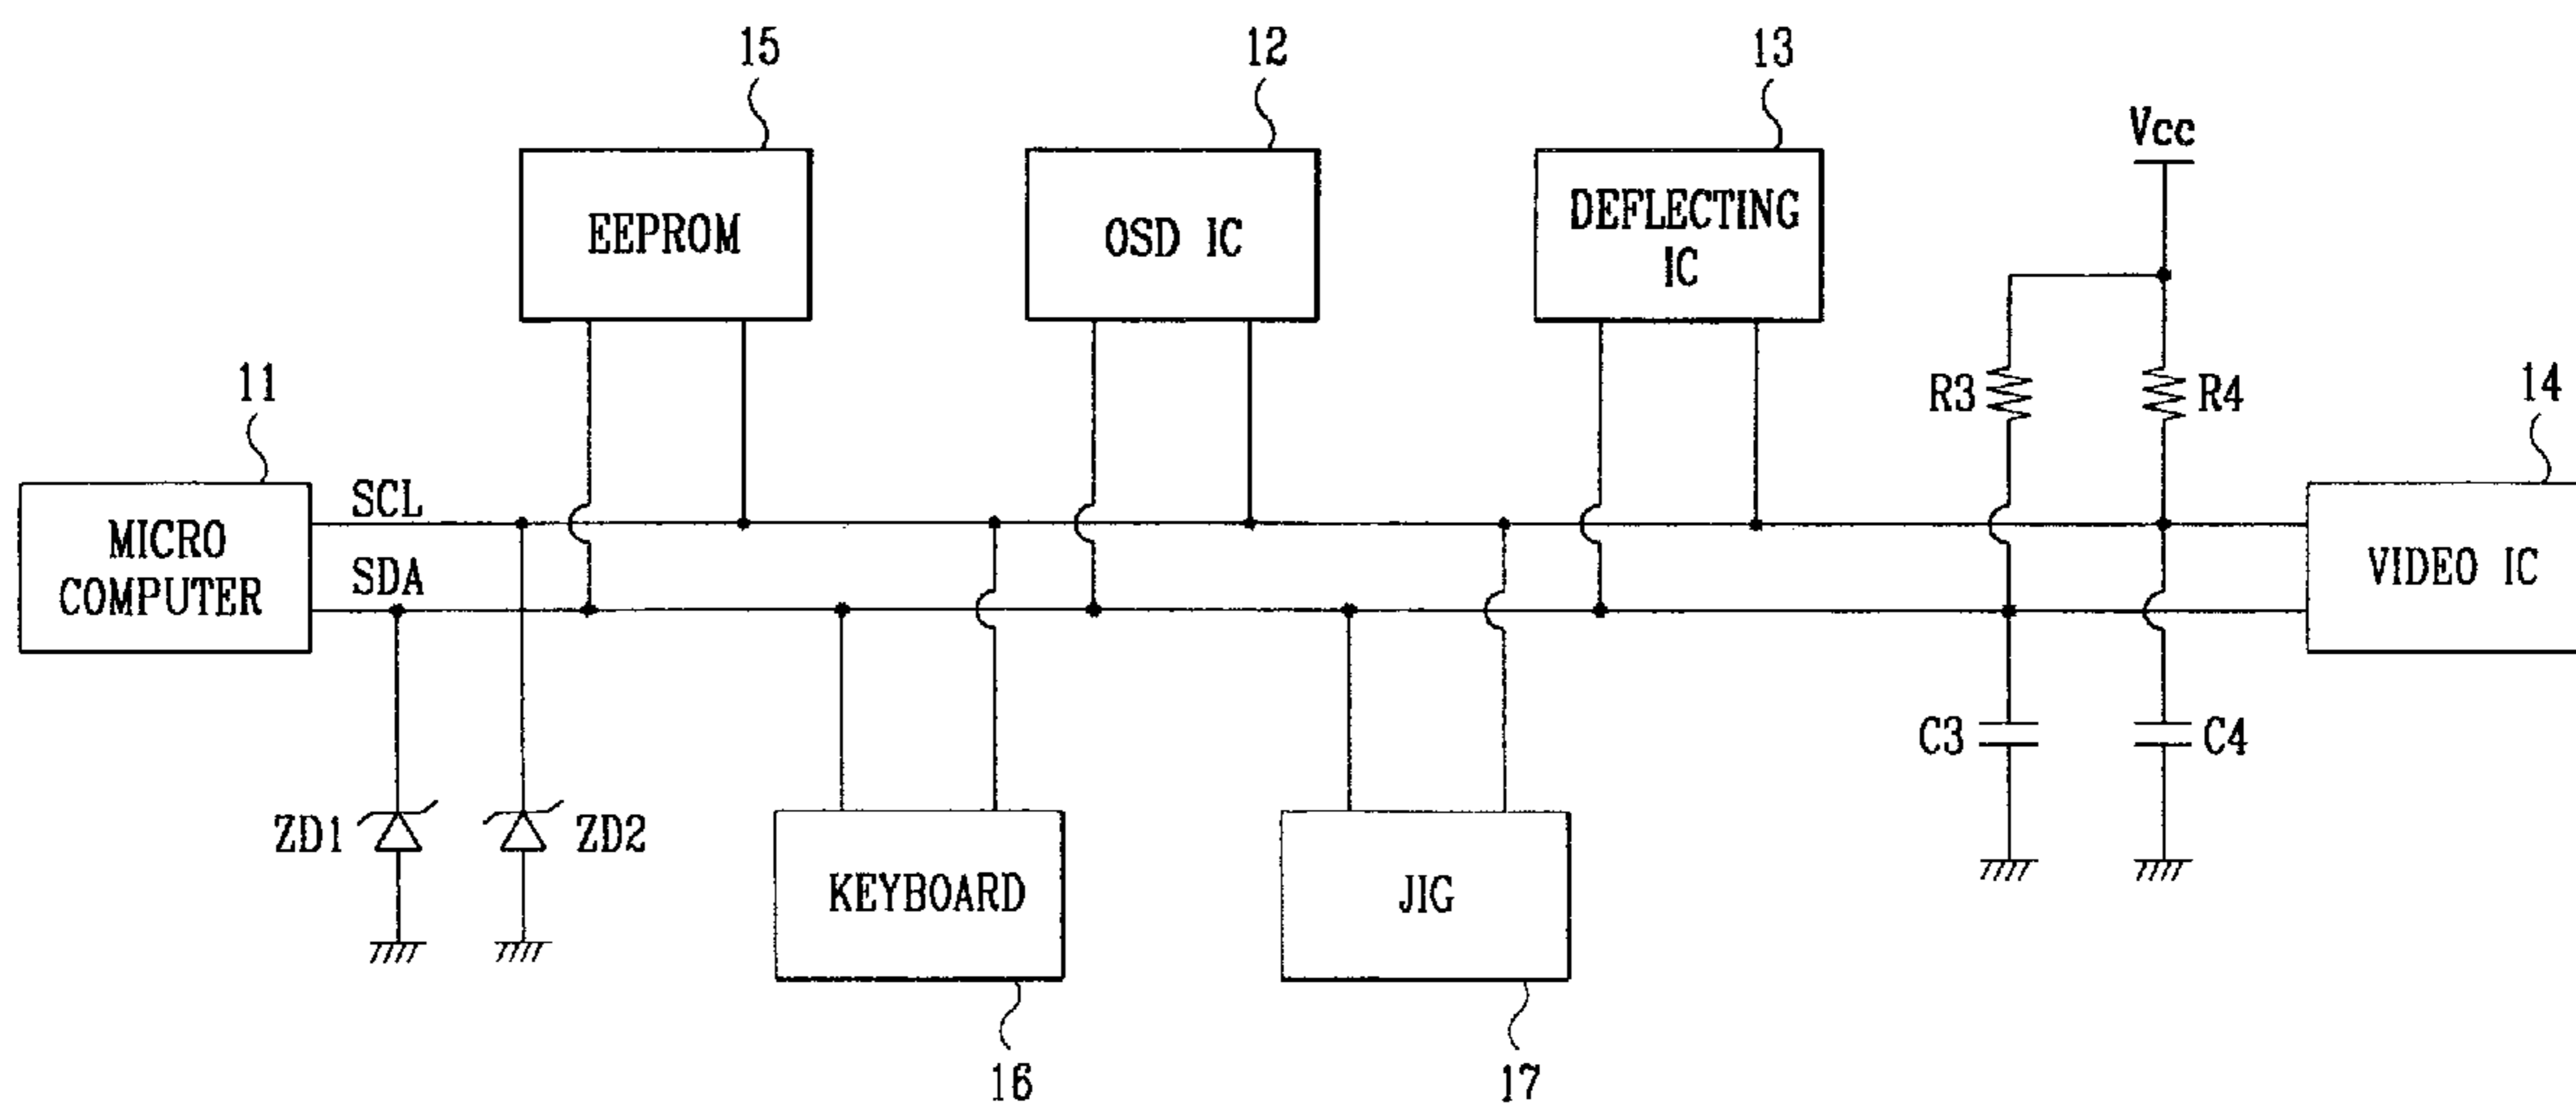 15
12
13
Vcc
EEPROM
OSD IC
DEFLECTING
IC
11
R3
R4
14
MICRO
COMPUTER
SCL
SDA
VIDEO IC
C3
C4
ZD1
ZD2
KEYBOARD
JIG
16
17